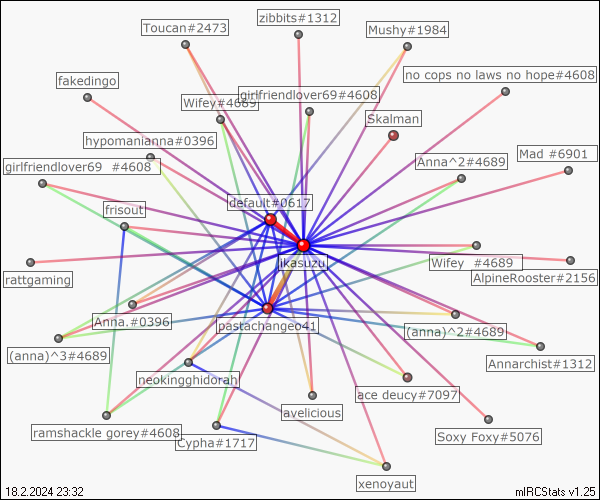 zibbits#1312
Toucan#2473
Mushy#1984
no cops no laws no hope#4608
fakedingo
Wifey#4689
girlfriendlover69#4608
Skalman
hypomanianna#0396
Mad #6901
girlfriendlover69 #4608
Anna^2#4689
default#0617
frisout
likasuzu
Wifey #4689
rattgaming
AlpineRooster#2156
Anna.#0396
pastachangeo41
(anna)^2#4689
(anna)^3#4689
Annarchist#1312
neokingghidorah
ace deucy#7097
avelicious
ramshackle gorey#4608
Soxy Foxy#5076
Cypha#1717
xenoyaut
18.2.2024 23:32
mIRCStats v1.25